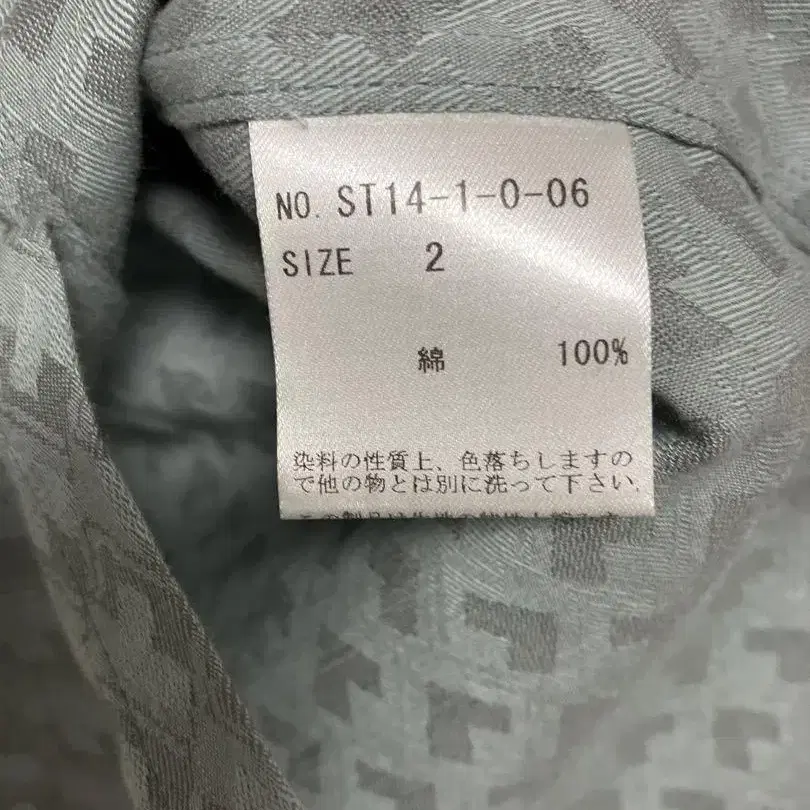 NO. ST14-1-0-06
SIZE 2
綿 100%
染料の性質上、色落ちしますの
で他の物とは別に洗って下さい.